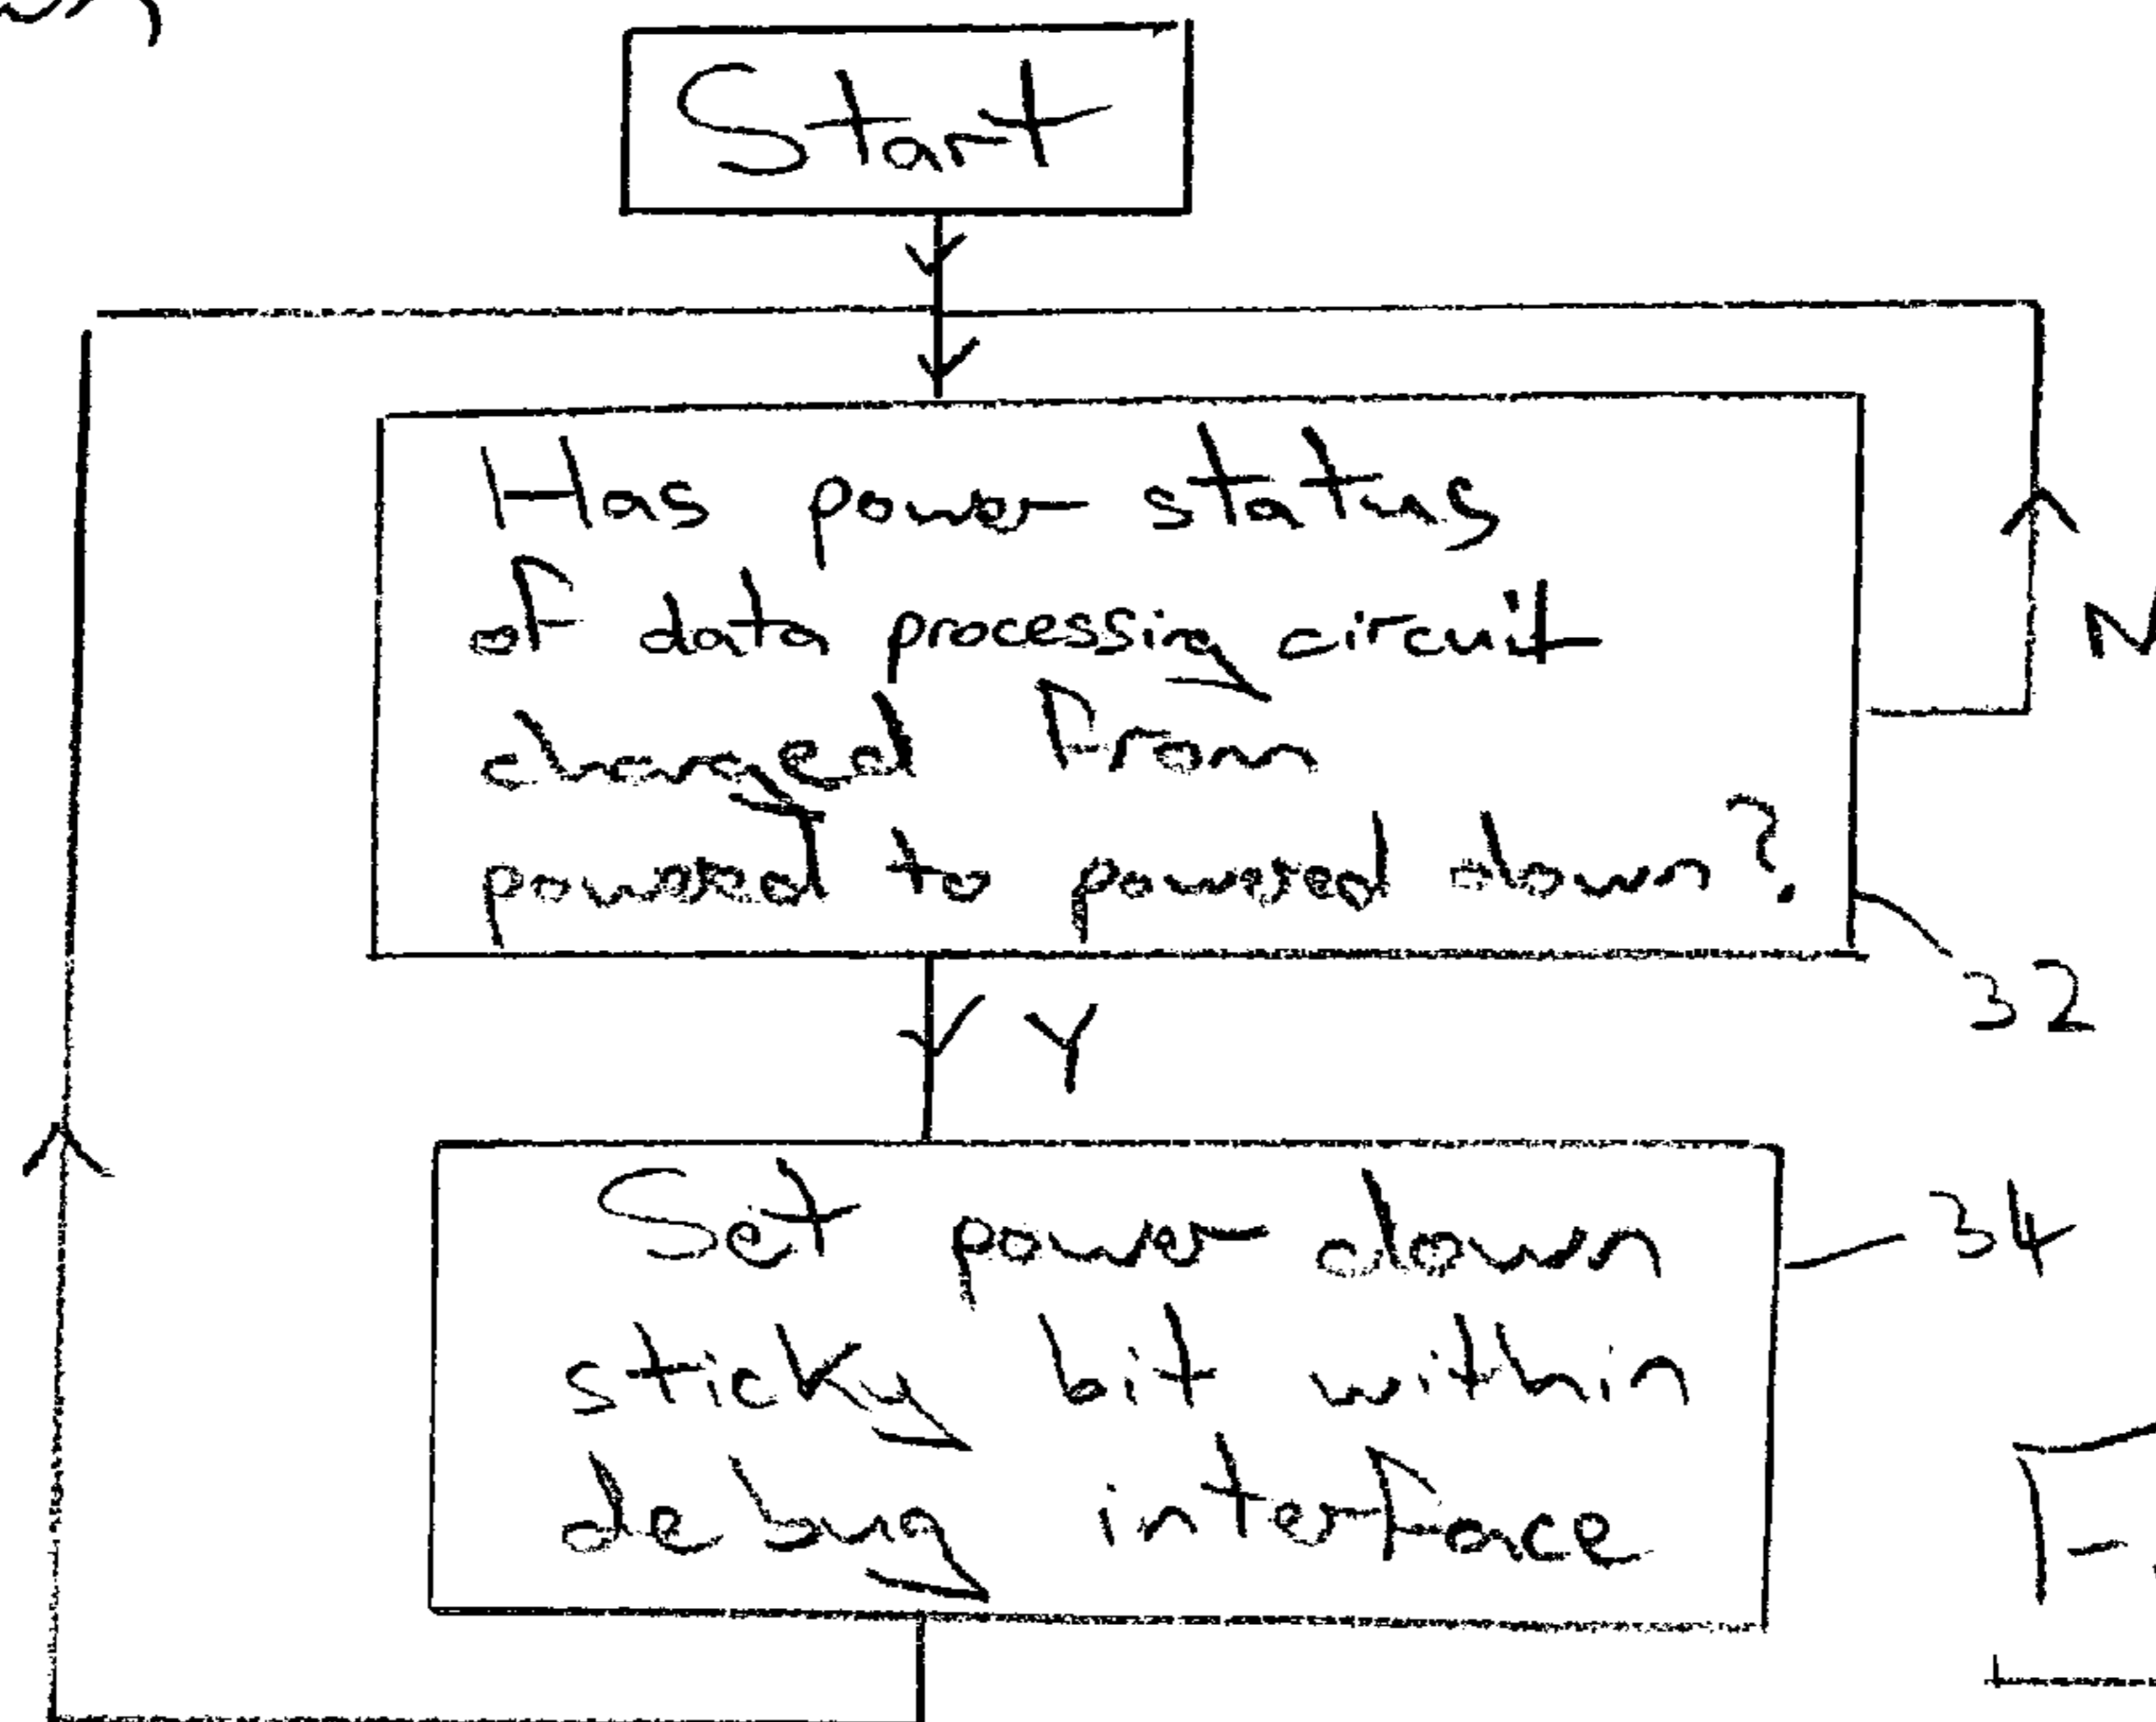 Start
Has power status
of data processing circuit
changed from
powered to powered down?
N
32
Y
Set power down
sticky bit within
debug interface
34